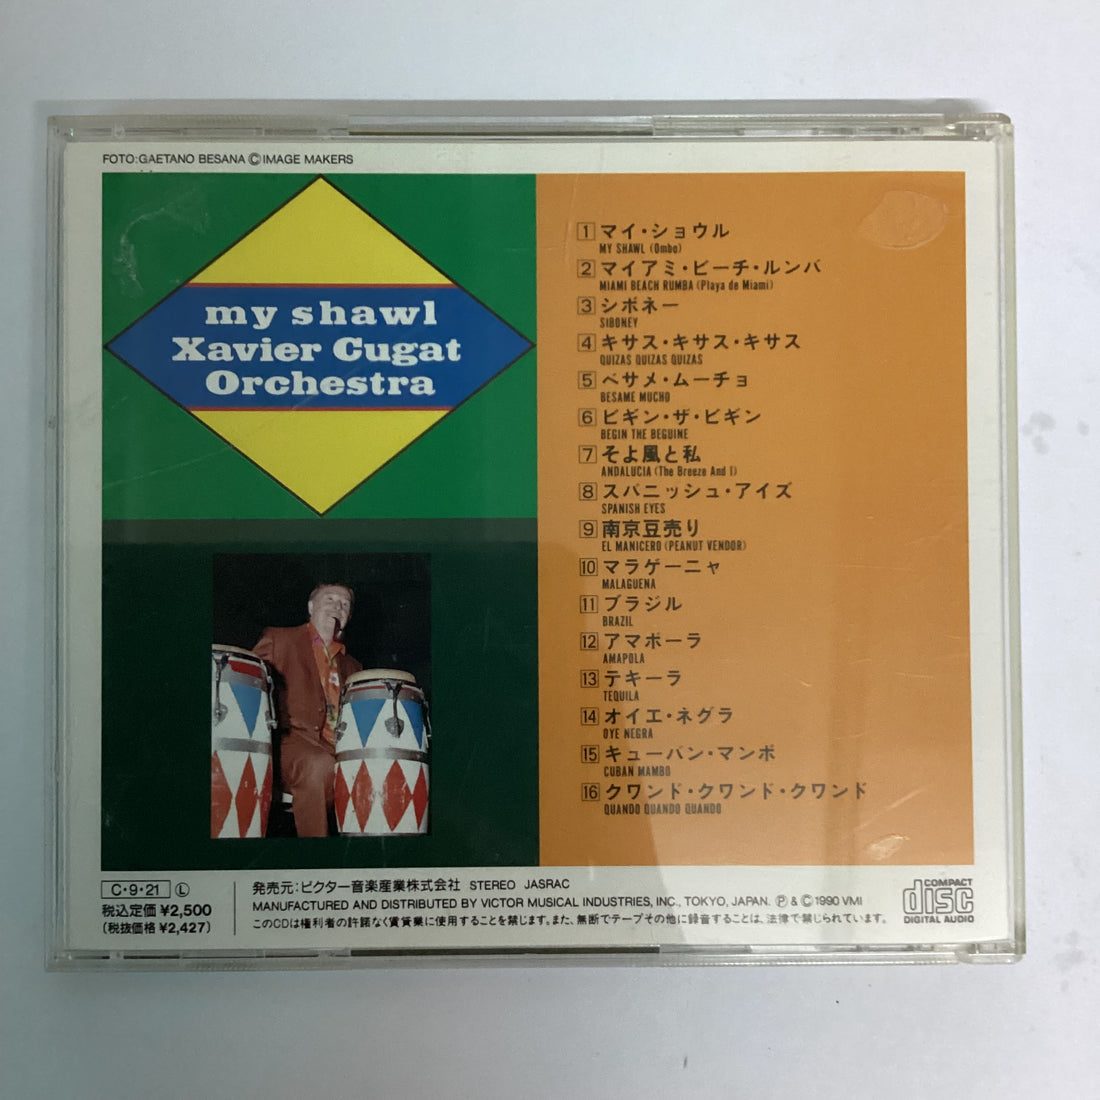 FOTO:GAETANO BESANA © IMAGE MAKERS
my shawl
Xavier Cugat
Orchestra
1 マイ・ショウル
MY SHAWL (Ombo)
2 マイアミ・ビーチ・ルンバ
MIAMI BEACH RUMBA (Playa de Miami)
3 シボネー
SIBONEY
4 キサス・キサス・キサス
QUIZAS QUIZAS QUIZAS
5 ベサメ・ムーチョ
BESAME MUCHO
6 ビギン・ザ・ビギン
BEGIN THE BEGUINE
7 そよ風と私
ANDALUCIA (The Breeze And I)
8 スパニッシュ・アイズ
SPANISH EYES
9 南京豆売り
EL MANICERO (PEANUT VENDOR)
10 マラゲーニャ
MALAGUENA
11 ブラジル
BRAZIL
12 アマポーラ
AMAPOLA
13 テキーラ
TEQUILA
14 オイエ・ネグラ
OYE NEGRA
15 キューバン・マンボ
CUBAN MAMBO
16 クワンド・クワンド・クワンド
QUANDO QUANDO QUANDO
C・9・21 Ⓛ
税込定価 ¥2,500
(税抜価格 ¥2,427)
発売元:ビクター音楽産業株式会社 STEREO JASRAC
MANUFACTURED AND DISTRIBUTED BY VICTOR MUSICAL INDUSTRIES, INC., TOKYO, JAPAN. Ⓟ & © 1990 VMI
このCDは権利者の許諾なく賃貸業に使用することを禁じます。また、無断でテープその他に録音することは、法律で禁じられています。
COMPACT
disc
DIGITAL AUDIO